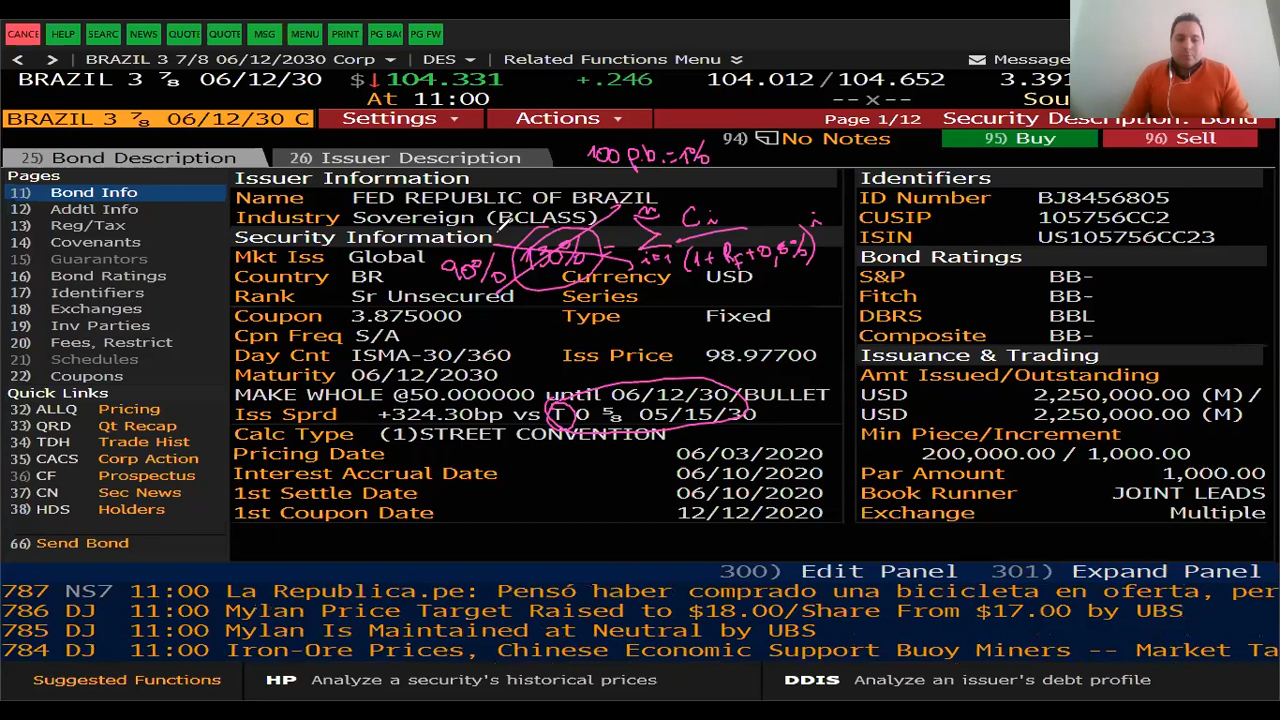 CANCE HELP SEARC NEWS QUOTE QUOTE MSG MENU PRINT PG BAC PG FW
< > BRAZIL 3 7/8 06/12/2030 Corp DES Related Functions Menu Message
BRAZIL 3 ⅞ 06/12/30 $↓104.331 +.246 104.012/104.652 3.391
At 11:00 -- x -- Sou
BRAZIL 3 ⅞ 06/12/30 C Settings Actions Page 1/12 Security Description: Bond
94) No Notes 95) Buy 96) Sell
100 p.b. = 1%
25) Bond Description 26) Issuer Description
Pages
11) Bond Info
12) Addtl Info
13) Reg/Tax
14) Covenants
15) Guarantors
16) Bond Ratings
17) Identifiers
18) Exchanges
19) Inv Parties
20) Fees, Restrict
21) Schedules
22) Coupons
Quick Links
32) ALLQ Pricing
33) QRD Qt Recap
34) TDH Trade Hist
35) CACS Corp Action
36) CF Prospectus
37) CN Sec News
38) HDS Holders
66) Send Bond
Issuer Information
Name FED REPUBLIC OF BRAZIL
Industry Sovereign (BCLASS)
Security Information
Mkt Iss Global
90% = Σ n i=1 Ci (1 + RF + 0,8%) i
Country BR Currency USD
Rank Sr Unsecured Series
Coupon 3.875000 Type Fixed
Cpn Freq S/A
Day Cnt ISMA-30/360 Iss Price 98.97700
Maturity 06/12/2030
MAKE WHOLE @50.000000 until 06/12/30/BULLET
Iss Sprd +324.30bp vs T 0 ⅝ 05/15/30
Calc Type (1)STREET CONVENTION
Pricing Date 06/03/2020
Interest Accrual Date 06/10/2020
1st Settle Date 06/10/2020
1st Coupon Date 12/12/2020
Identifiers
ID Number BJ8456805
CUSIP 105756CC2
ISIN US105756CC23
Bond Ratings
S&P BB-
Fitch BB-
DBRS BBL
Composite BB-
Issuance & Trading
Amt Issued/Outstanding
USD 2,250,000.00 (M) /
USD 2,250,000.00 (M)
Min Piece/Increment
200,000.00 / 1,000.00
Par Amount 1,000.00
Book Runner JOINT LEADS
Exchange Multiple
300) Edit Panel 301) Expand Panel
787 NS7 11:00 La Republica.pe: Pensó haber comprado una bicicleta en oferta, per
786 DJ 11:00 Mylan Price Target Raised to $18.00/Share From $17.00 by UBS
785 DJ 11:00 Mylan Is Maintained at Neutral by UBS
784 DJ 11:00 Iron-Ore Prices, Chinese Economic Support Buoy Miners -- Market Ta
Suggested Functions HP Analyze a security's historical prices DDIS Analyze an issuer's debt profile